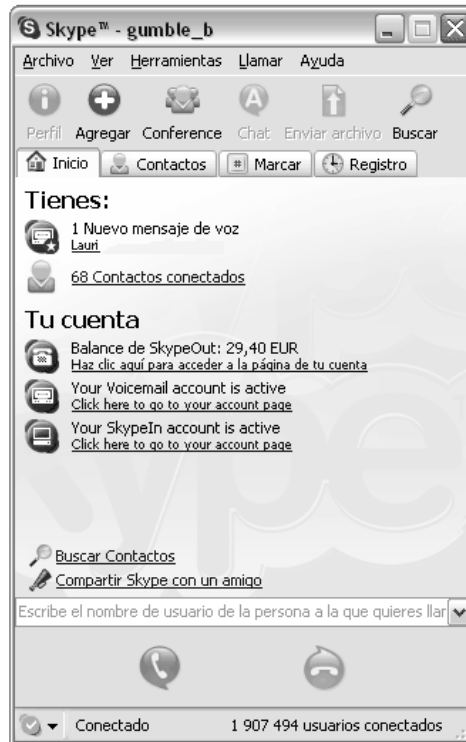 Skype™ - gumble_b
Archivo Ver Herramientas Llamar Ayuda
Perfil Agregar Conference Chat Enviar archivo Buscar
Inicio Contactos Marcar Registro
Tienes:
1 Nuevo mensaje de voz
Lauri
68 Contactos conectados
Tu cuenta
Balance de SkypeOut: 29,40 EUR
Haz clic aquí para acceder a la página de tu cuenta
Your Voicemail account is active
Click here to go to your account page
Your SkypeIn account is active
Click here to go to your account page
Buscar Contactos
Compartir Skype con un amigo
Escribe el nombre de usuario de la persona a la que quieres llar
Conectado 1 907 494 usuarios conectados